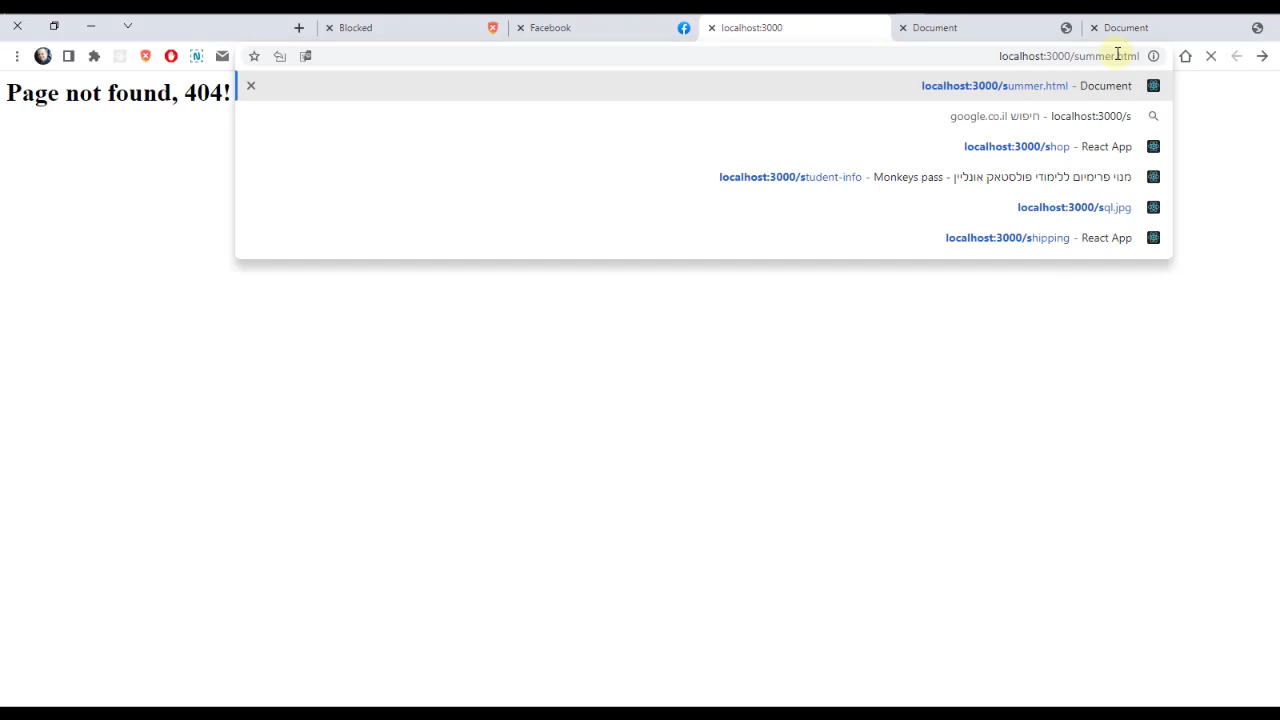 Blocked
Facebook
localhost:3000
Document
Document
localhost:3000/summer.html
Page not found, 404!
localhost:3000/summer.html - Document
localhost:3000/s - חיפוש google.co.il
localhost:3000/shop - React App
localhost:3000/student-info - Monkeys pass - מנוי פרימיום ללימודי פולסטאק אונליין
localhost:3000/sql.jpg
localhost:3000/shipping - React App